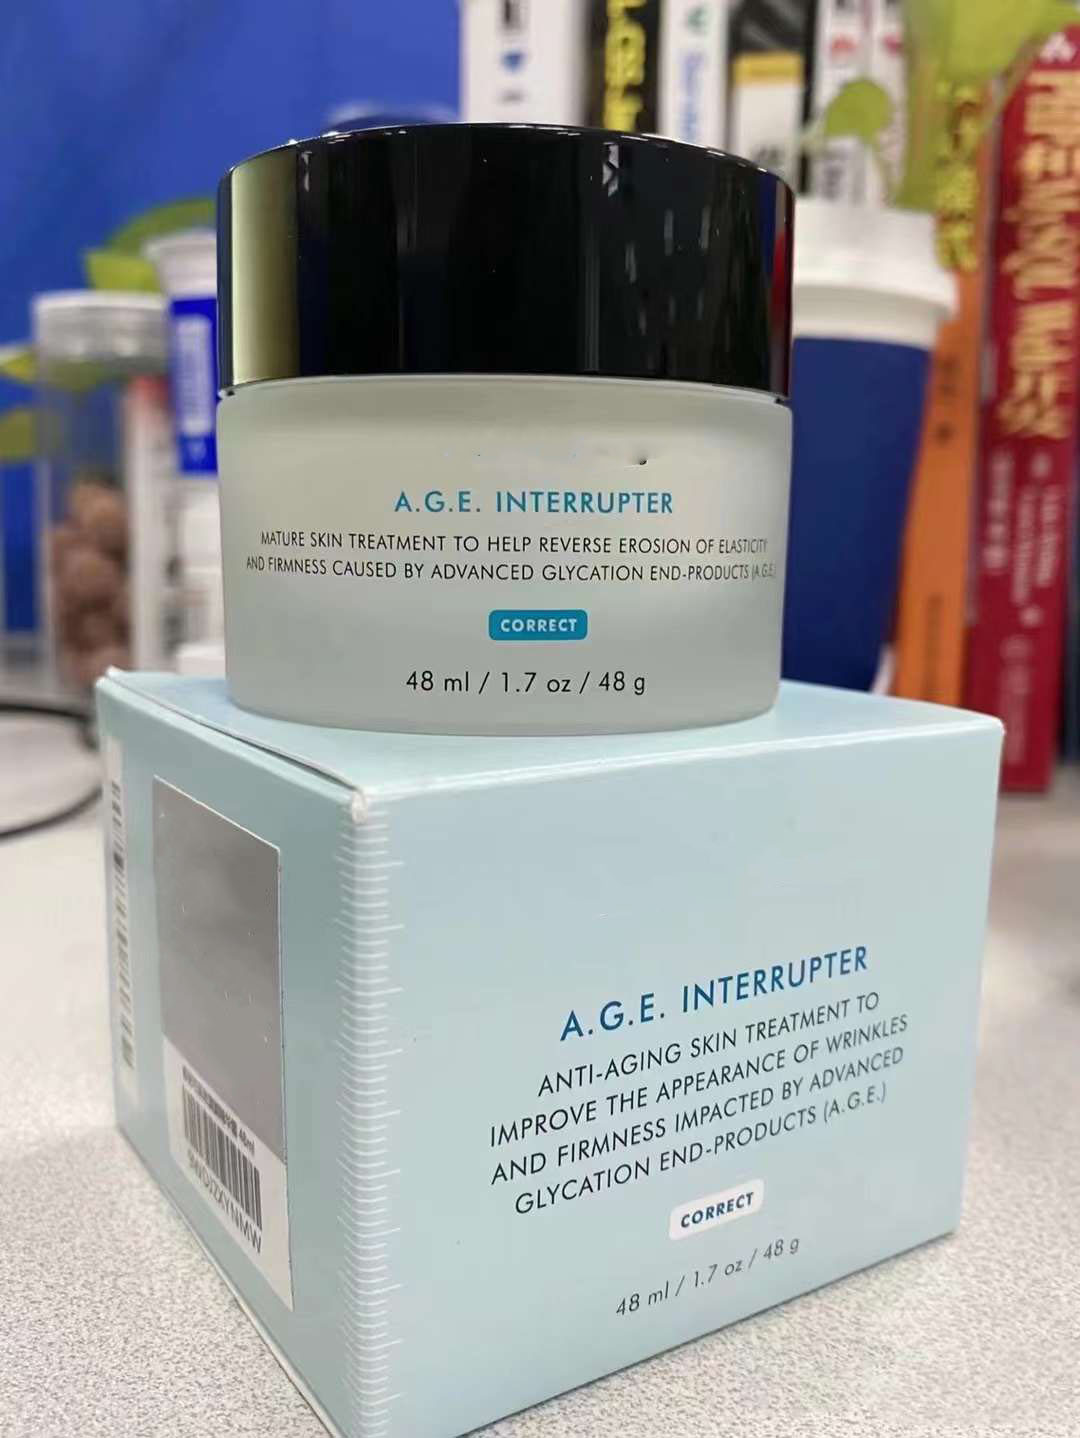 A.G.E. INTERRUPTER
MATURE SKIN TREATMENT TO HELP REVERSE EROSION OF ELASTICITY
AND FIRMNESS CAUSED BY ADVANCED GLYCATION END-PRODUCTS (A.G.E.)
CORRECT
48 ml / 1.7 oz / 48 g
A.G.E. INTERRUPTER
ANTI-AGING SKIN TREATMENT TO
IMPROVE THE APPEARANCE OF WRINKLES
AND FIRMNESS IMPACTED BY ADVANCED
GLYCATION END-PRODUCTS (A.G.E.)
CORRECT
48 ml / 1.7 oz / 48 g
48ml